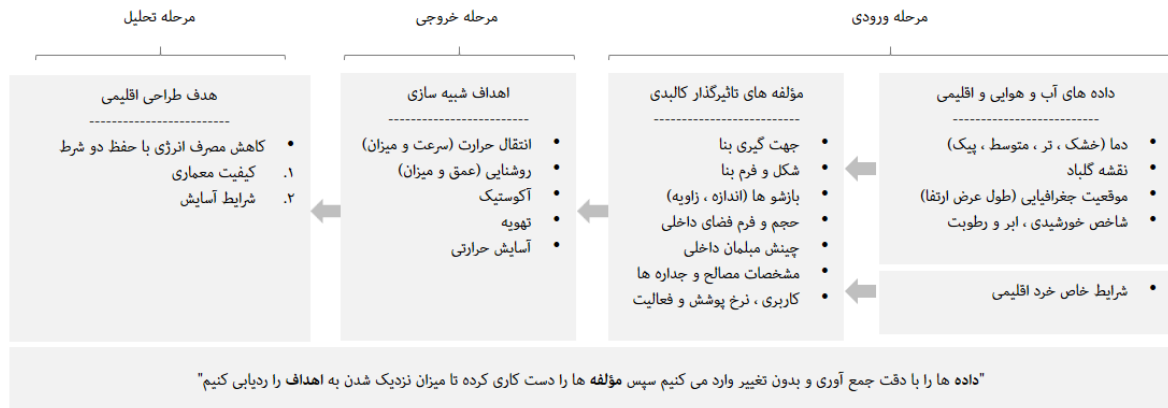 مرحله ورودی
مرحله خروجی
مرحله تحلیل
داده های آب و هوایی و اقلیمی
-------------------------
• دما (خشک ، تر ، متوسط ، پیک)
• نقشه گلباد
• موقعیت جغرافیایی (طول عرض ارتفا)
• شاخص خورشیدی ، ابر و رطوبت
• شرایط خاص خرد اقلیمی
مؤلفه های تاثیرگذار کالبدی
-------------------------
• جهت گیری بنا
• شکل و فرم بنا
• بازشو ها (اندازه ، زاویه)
• حجم و فرم فضای داخلی
• چینش مبلمان داخلی
• مشخصات مصالح و جداره ها
• کاربری ، نرخ پوشش و فعالیت
اهداف شبیه سازی
-------------------------
• انتقال حرارت (سرعت و میزان)
• روشنایی (عمق و میزان)
• آکوستیک
• تهویه
• آسایش حرارتی
هدف طراحی اقلیمی
-------------------------
• کاهش مصرف انرژی با حفظ دو شرط
۱. کیفیت معماری
۲. شرایط آسایش
"داده ها را با دقت جمع آوری و بدون تغییر وارد می کنیم سپس مؤلفه ها را دست کاری کرده تا میزان نزدیک شدن به اهداف را ردیابی کنیم"